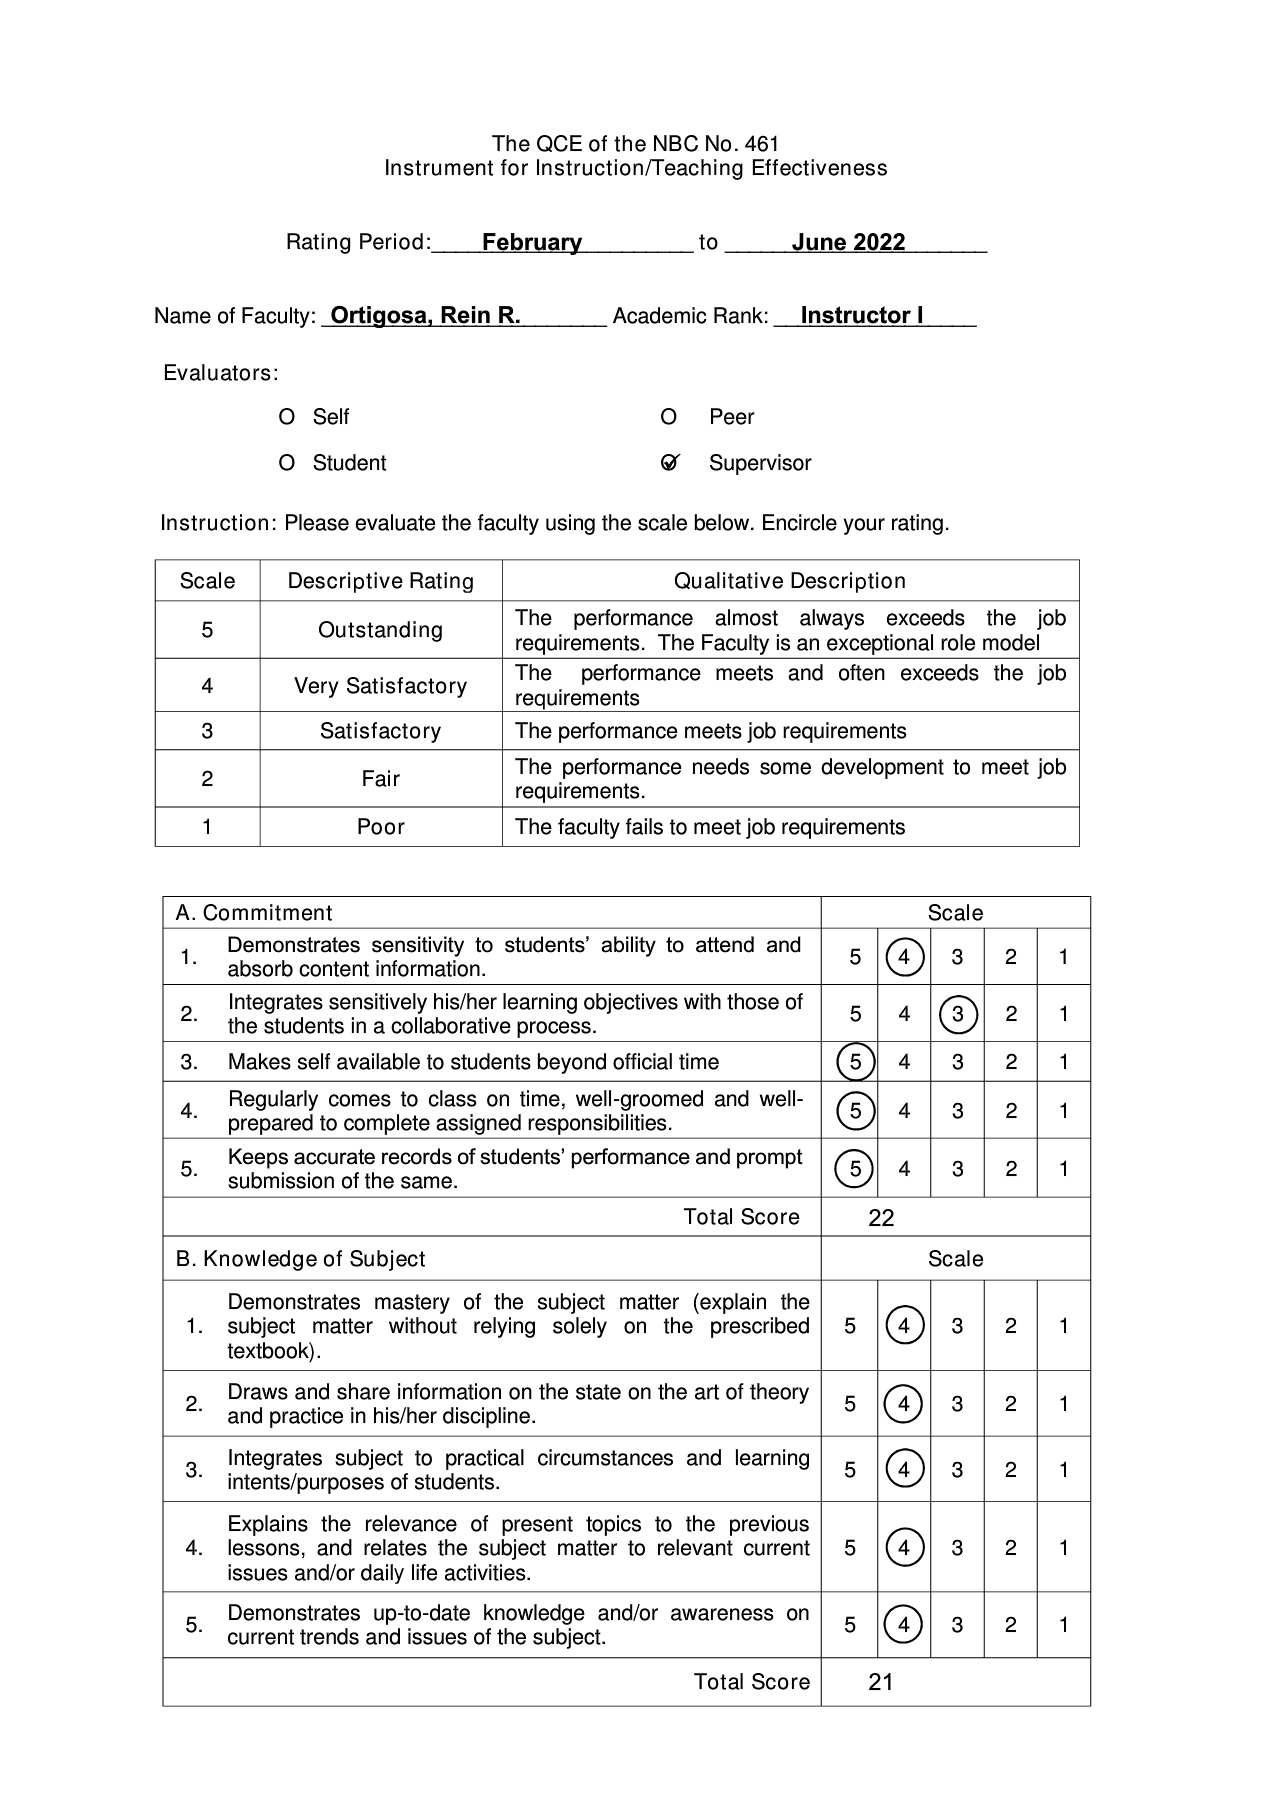 The QCE of the NBC No. 461
Instrument for Instruction/Teaching Effectiveness
Rating Period: February to June 2022
Name of Faculty: Ortigosa, Rein R. Academic Rank: Instructor I
Evaluators:
O Self O Peer
O Student O Supervisor
Instruction: Please evaluate the faculty using the scale below. Encircle your rating.
Scale Descriptive Rating Qualitative Description
5 Outstanding The performance almost always exceeds the job
requirements. The Faculty is an exceptional role model
4 Very Satisfactory The performance meets and often exceeds the job
requirements
3 Satisfactory The performance meets job requirements
2 Fair The performance needs some development to meet job
requirements.
1 Poor The faculty fails to meet job requirements
A. Commitment Scale
1. Demonstrates sensitivity to students’ ability to attend and
absorb content information. 5 4 3 2 1
2. Integrates sensitively his/her learning objectives with those of
the students in a collaborative process. 5 4 3 2 1
3. Makes self available to students beyond official time 5 4 3 2 1
4. Regularly comes to class on time, well-groomed and well-
prepared to complete assigned responsibilities. 5 4 3 2 1
5. Keeps accurate records of students’ performance and prompt
submission of the same. 5 4 3 2 1
Total Score 22
B. Knowledge of Subject Scale
Demonstrates mastery of the subject matter (explain the
1. subject matter without relying solely on the prescribed 5 4 3 2 1
textbook).
2. Draws and share information on the state on the art of theory
and practice in his/her discipline. 5 4 3 2 1
3. Integrates subject to practical circumstances and learning
intents/purposes of students. 5 4 3 2 1
Explains the relevance of present topics to the previous
4. lessons, and relates the subject matter to relevant current 5 4 3 2 1
issues and/or daily life activities.
5. Demonstrates up-to-date knowledge and/or awareness on
current trends and issues of the subject. 5 4 3 2 1
Total Score 21